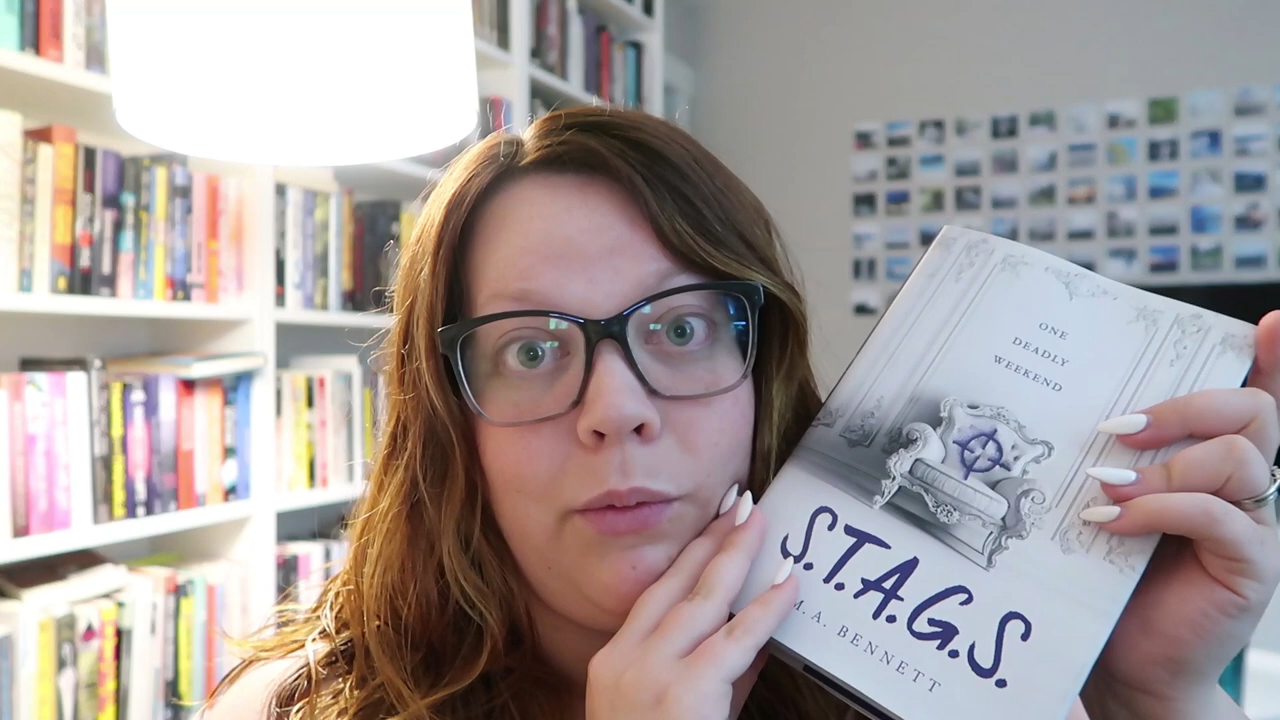 ONE
DEADLY
WEEKEND
S.T.A.G.S.
M. A. BENNETT